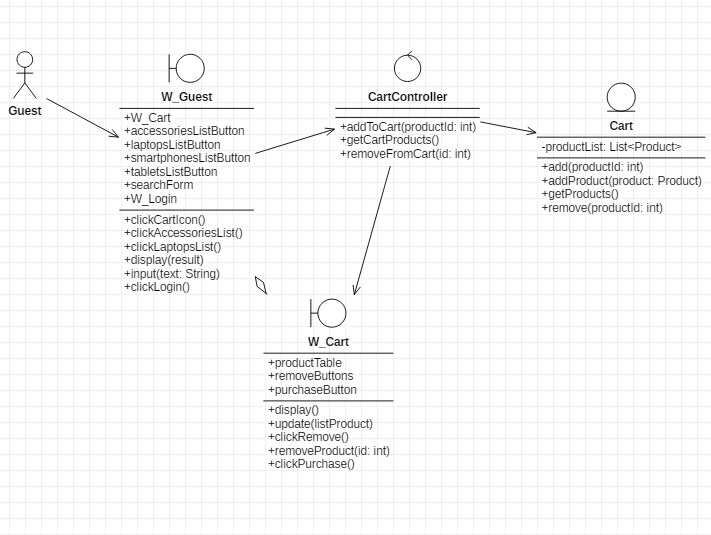 Guest
W_Guest
+W_Cart
+accessoriesListButton
+laptopsListButton
+smartphonesListButton
+tabletsListButton
+searchForm
+W_Login
+clickCartIcon()
+clickAccessoriesList()
+clickLaptopsList()
+display(result)
+input(text: String)
+clickLogin()
CartController
+addToCart(productId: int)
+getCartProducts()
+removeFromCart(id: int)
Cart
-productList: List<Product>
+add(productId: int)
+addProduct(product: Product)
+getProducts()
+remove(productId: int)
W_Cart
+productTable
+removeButtons
+purchaseButton
+display()
+update(listProduct)
+clickRemove()
+removeProduct(id: int)
+clickPurchase()